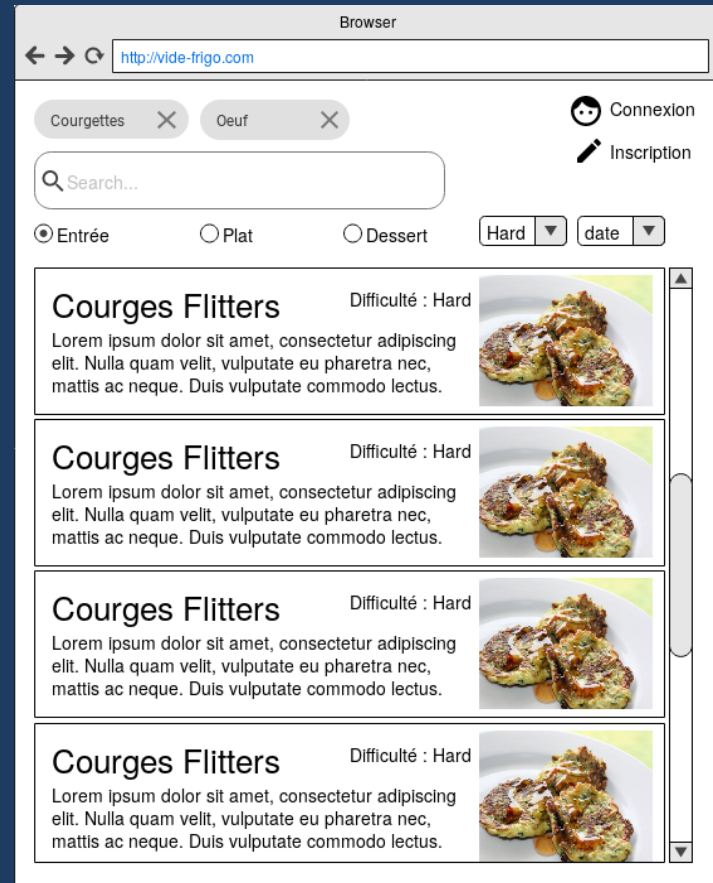 Browser
http://vide-frigo.com
Courgettes
Oeuf
Connexion
Inscription
Search...
Entrée
Plat
Dessert
Hard
date
Courges Flitters
Difficulté : Hard
Lorem ipsum dolor sit amet, consectetur adipiscing
elit. Nulla quam velit, vulputate eu pharetra nec,
mattis ac neque. Duis vulputate commodo lectus.
Courges Flitters
Difficulté : Hard
Lorem ipsum dolor sit amet, consectetur adipiscing
elit. Nulla quam velit, vulputate eu pharetra nec,
mattis ac neque. Duis vulputate commodo lectus.
Courges Flitters
Difficulté : Hard
Lorem ipsum dolor sit amet, consectetur adipiscing
elit. Nulla quam velit, vulputate eu pharetra nec,
mattis ac neque. Duis vulputate commodo lectus.
Courges Flitters
Difficulté : Hard
Lorem ipsum dolor sit amet, consectetur adipiscing
elit. Nulla quam velit, vulputate eu pharetra nec,
mattis ac neque. Duis vulputate commodo lectus.